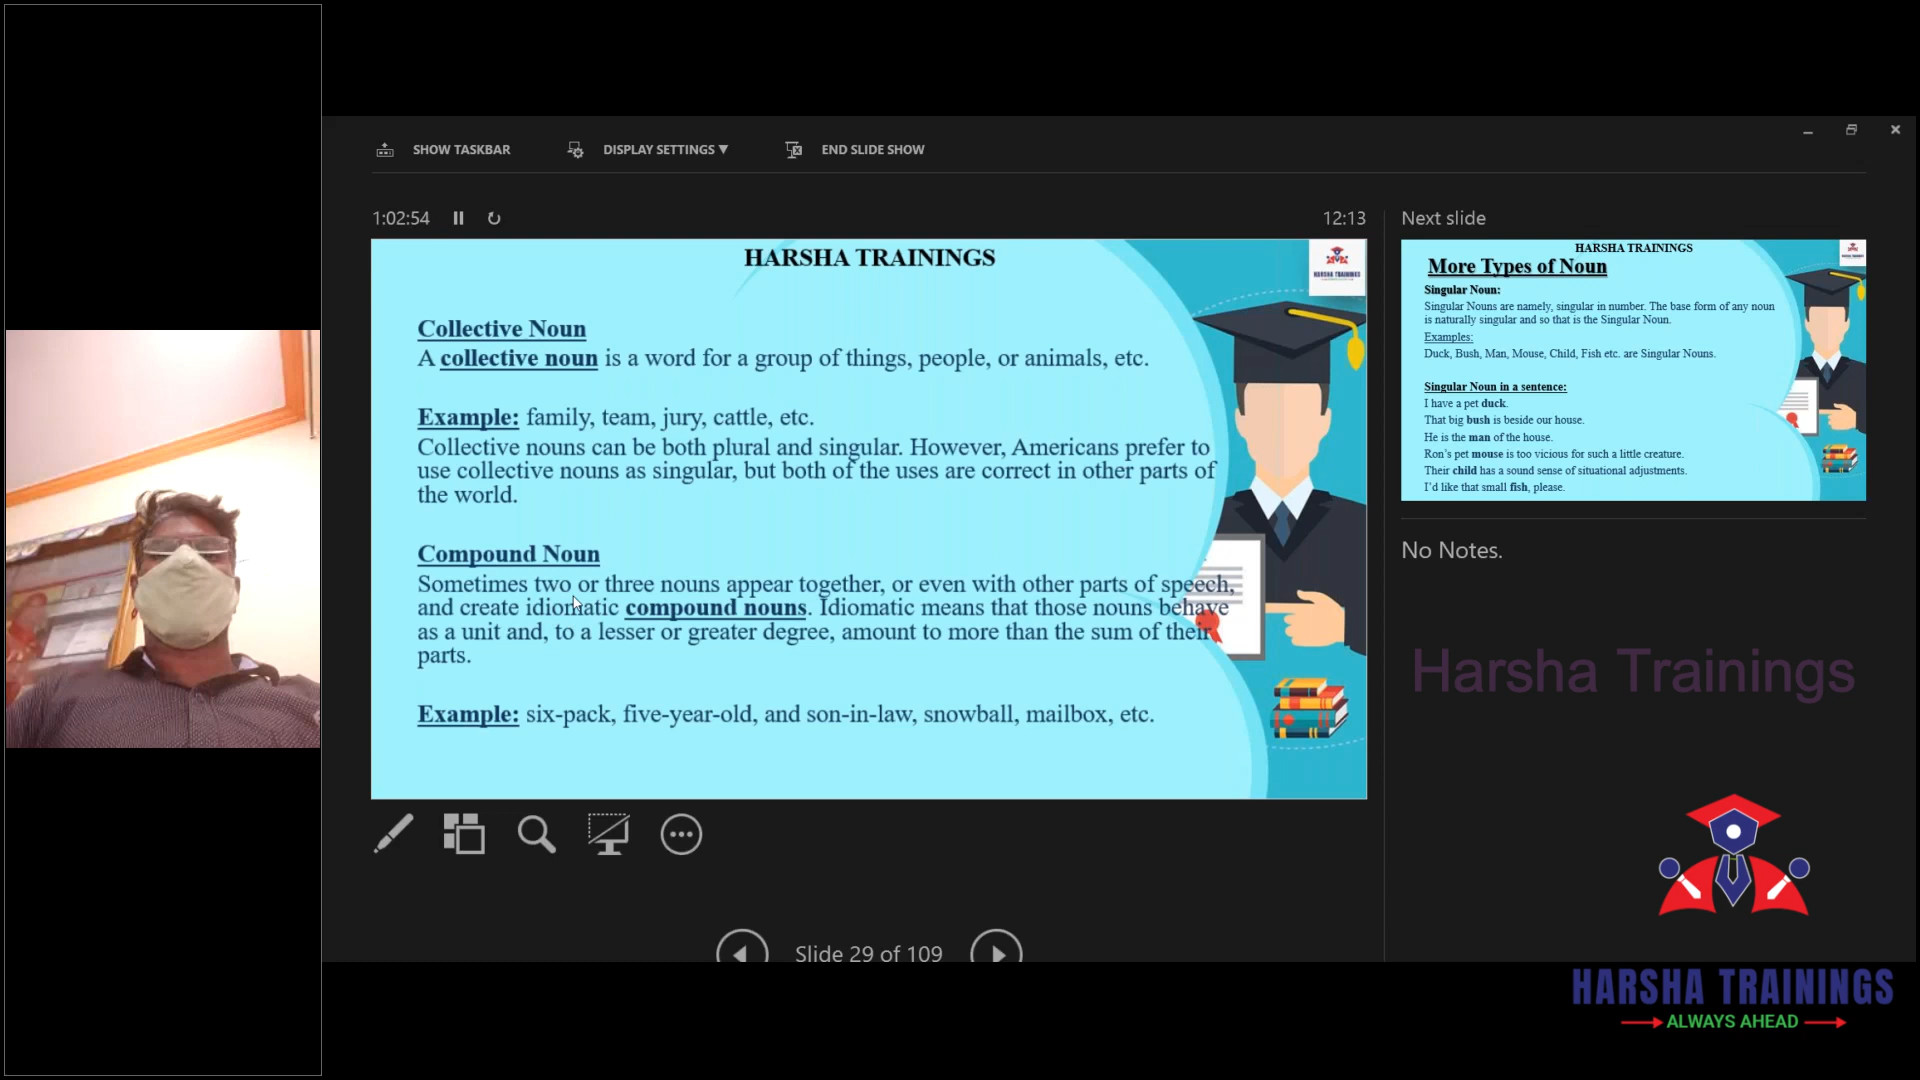 SHOW TASKBAR
DISPLAY SETTINGS ▼
END SLIDE SHOW
1:02:54
12:13
HARSHA TRAININGS
HARSHA TRAININGS
Collective Noun
A collective noun is a word for a group of things, people, or animals, etc.
Example: family, team, jury, cattle, etc.
Collective nouns can be both plural and singular. However, Americans prefer to
use collective nouns as singular, but both of the uses are correct in other parts of
the world.
Compound Noun
Sometimes two or three nouns appear together, or even with other parts of speech,
and create idiomatic compound nouns. Idiomatic means that those nouns behave
as a unit and, to a lesser or greater degree, amount to more than the sum of their
parts.
Example: six-pack, five-year-old, and son-in-law, snowball, mailbox, etc.
Slide 29 of 109
Next slide
HARSHA TRAININGS
More Types of Noun
Singular Noun:
Singular Nouns are namely, singular in number. The base form of any noun
is naturally singular and so that is the Singular Noun.
Examples:
Duck, Bush, Man, Mouse, Child, Fish etc. are Singular Nouns.
Singular Noun in a sentence:
I have a pet duck.
That big bush is beside our house.
He is the man of the house.
Ron's pet mouse is too vicious for such a little creature.
Their child has a sound sense of situational adjustments.
I'd like that small fish, please.
No Notes.
Harsha Trainings
HARSHA TRAININGS
ALWAYS AHEAD